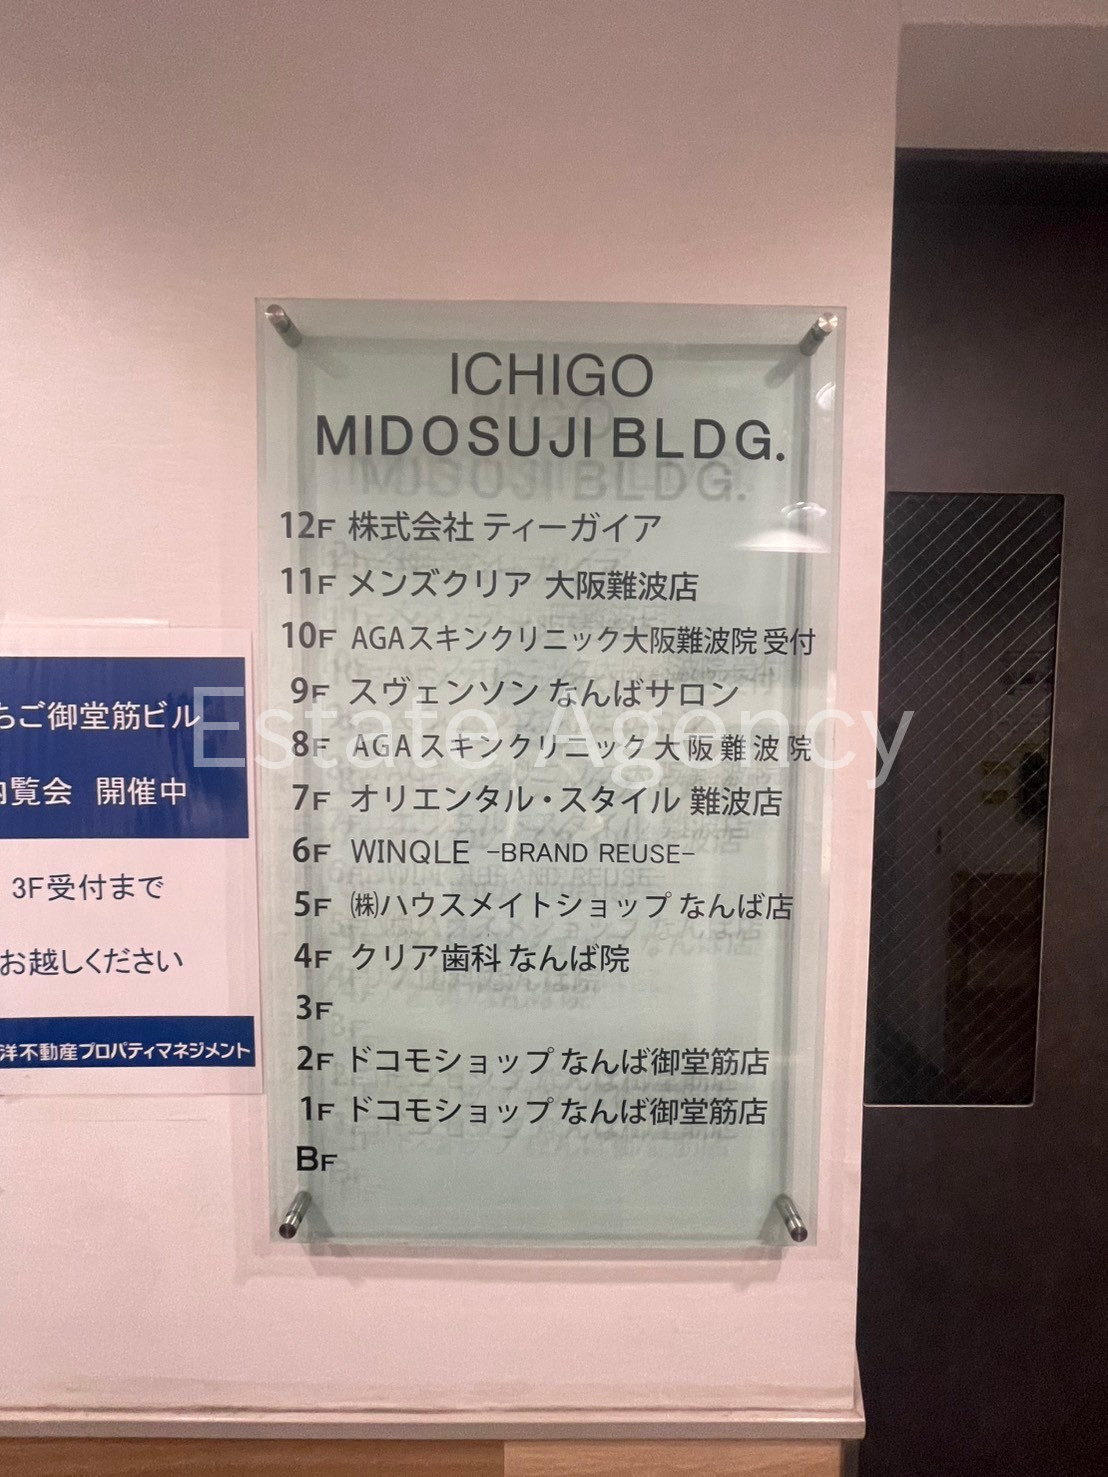 ICHIGO
MIDOSUJI BLDG.
12F 株式会社 ティーガイア
11F メンズクリア 大阪難波店
10F AGAスキンクリニック大阪難波院 受付
9F スヴェンソン なんばサロン
8F AGAスキンクリニック大阪難波院
7F オリエンタル・スタイル 難波店
6F WINQLE -BRAND REUSE-
5F ㈱ハウスメイトショップ なんば店
4F クリア歯科 なんば院
3F
2F ドコモショップ なんば御堂筋店
1F ドコモショップ なんば御堂筋店
BF
ちご御堂筋ビル
内覧会 開催中
3F受付まで
お越しください
洋不動産プロパティマネジメント
Estate Agency